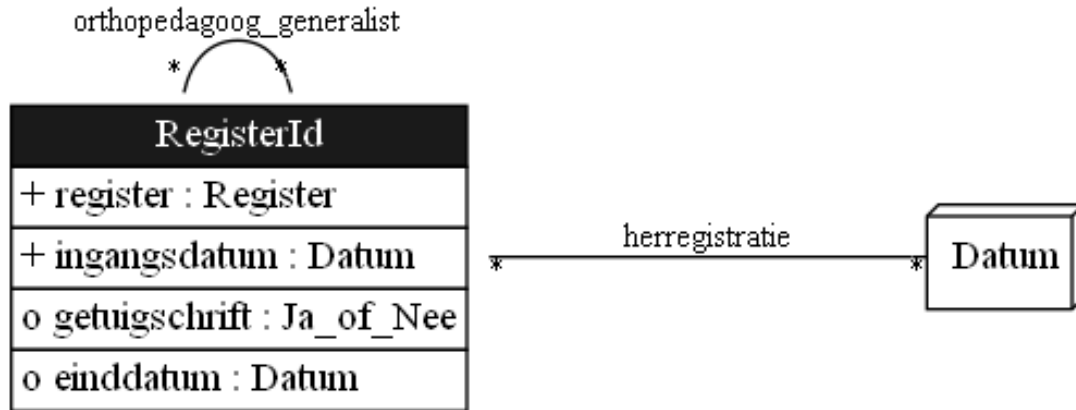 orthopedagoog_generalist
* *
RegisterId
+ register : Register
+ ingangsdatum : Datum
o getuigschrift : Ja_of_Nee
o einddatum : Datum
herregistratie
* *
Datum